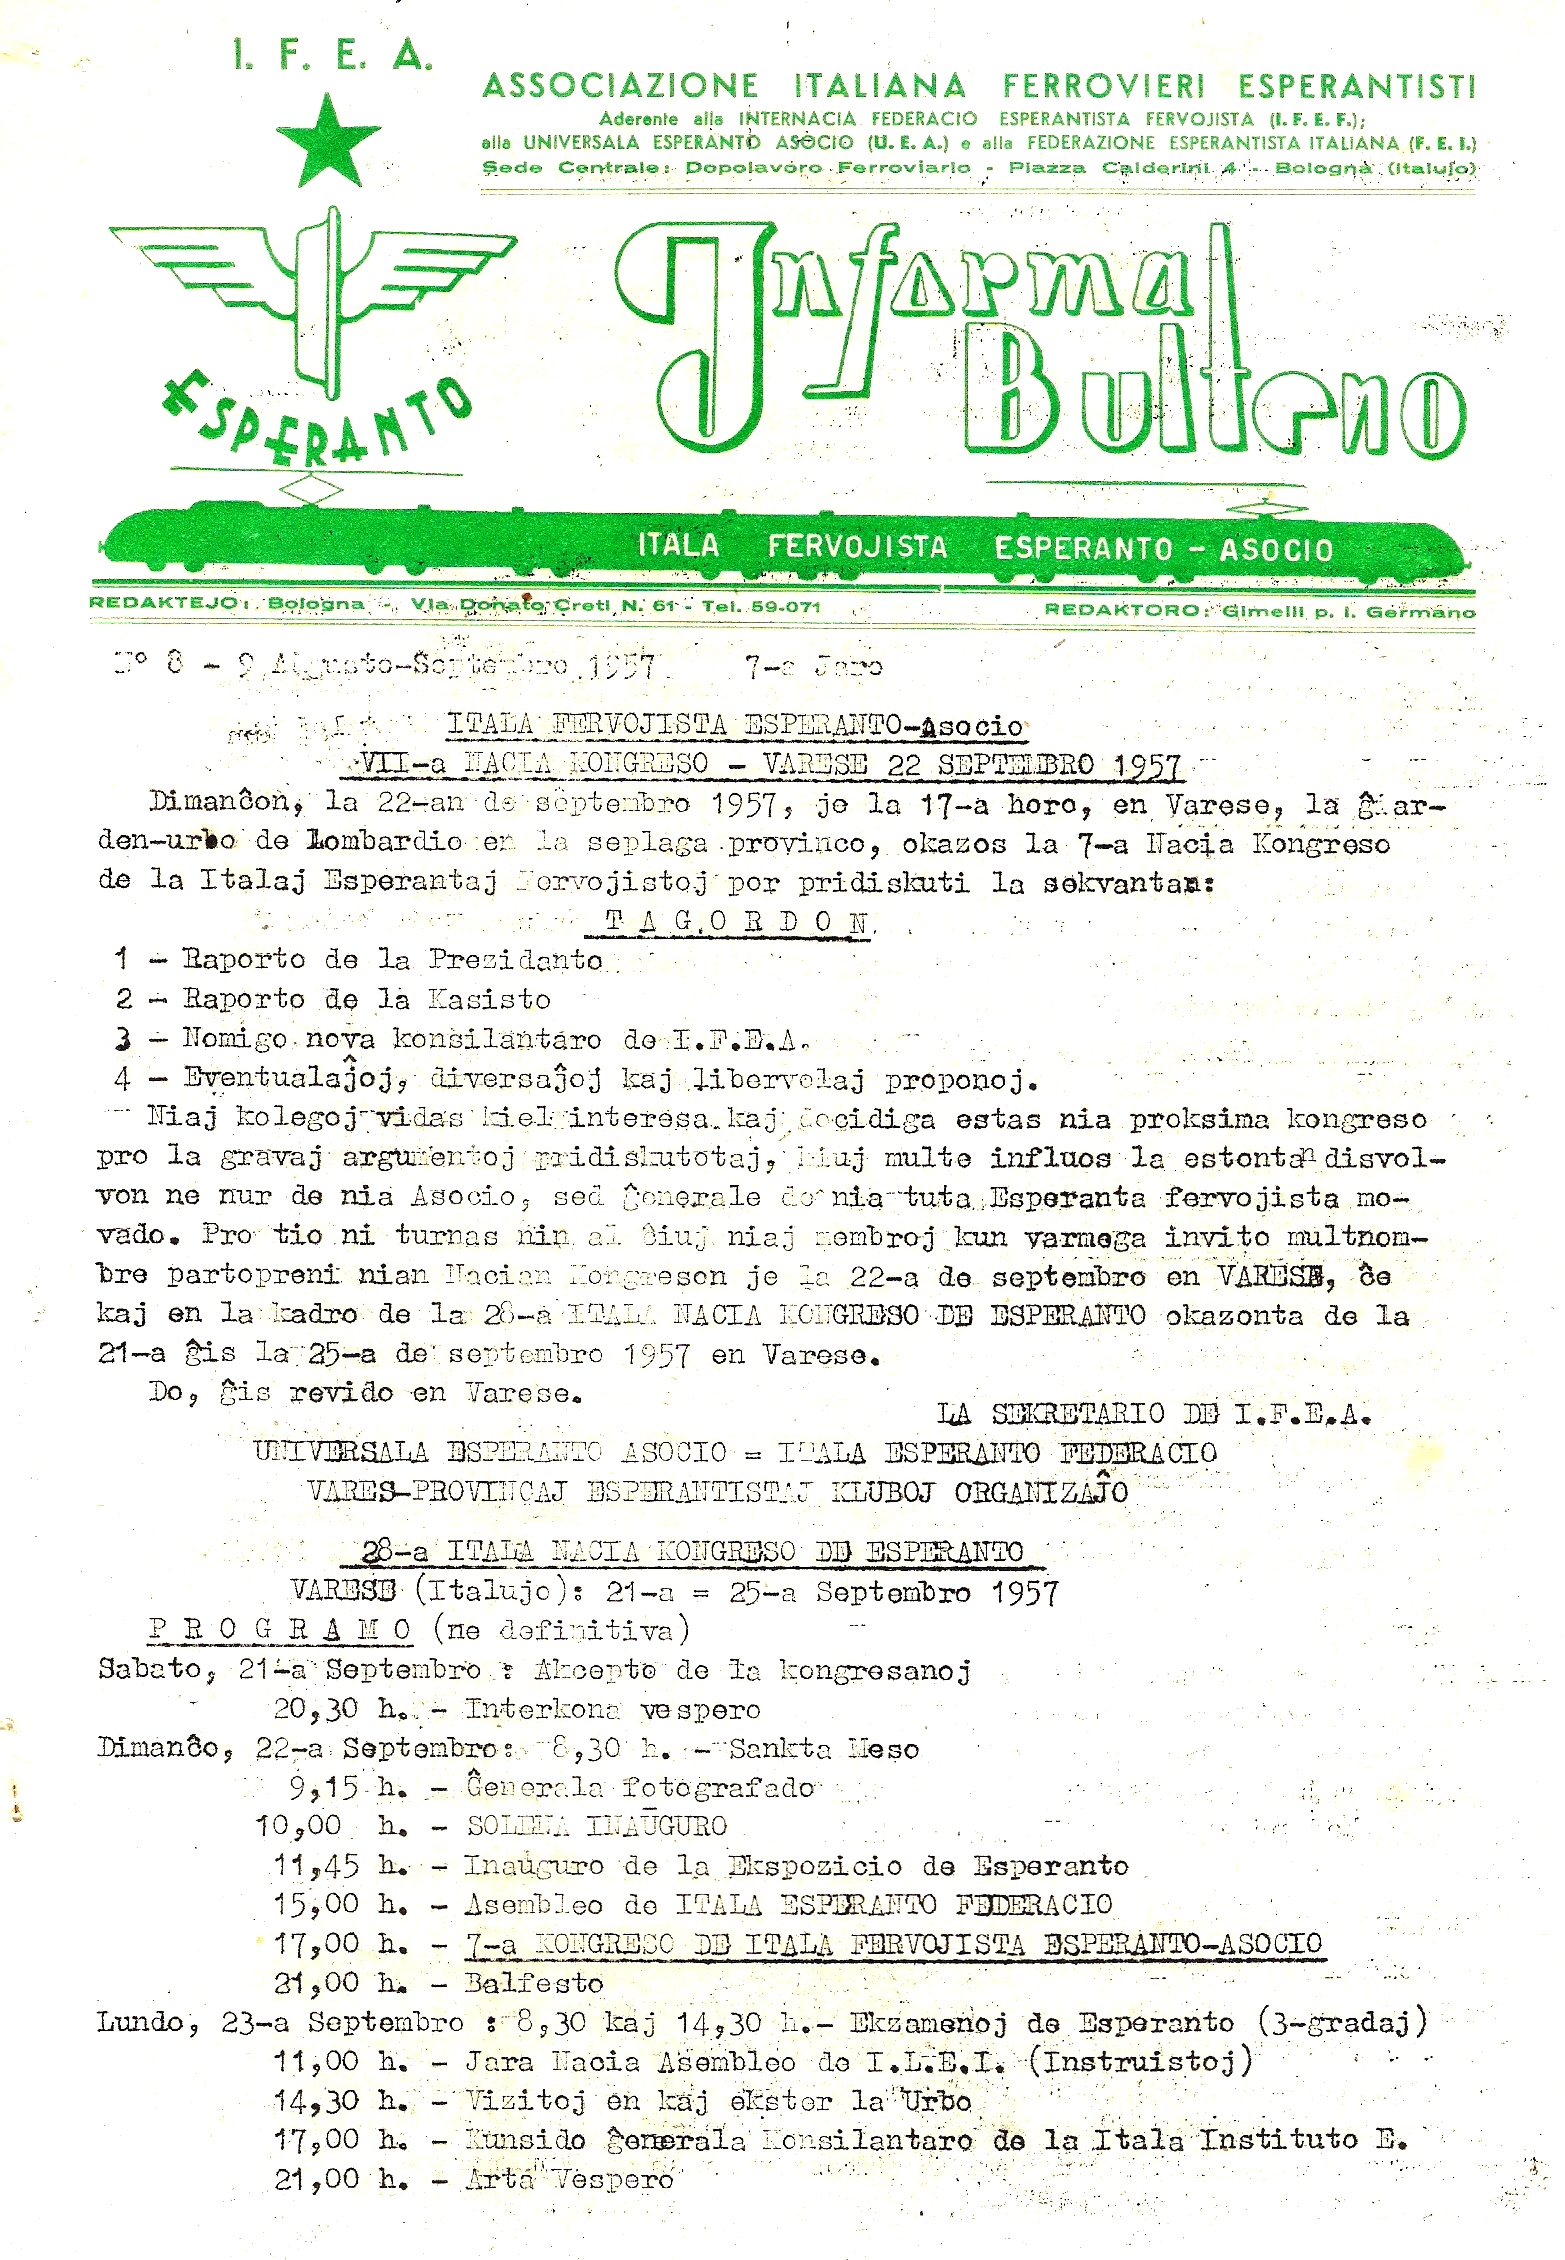 I. F. E. A.
ASSOCIAZIONE ITALIANA FERROVIERI ESPERANTISTI
Aderente alla INTERNACIA FEDERACIO ESPERANTISTA FERVOJISTA (I. F. E. F.);
alla UNIVERSALA ESPERANTO ASOCIO (U. E. A.) e alla FEDERAZIONE ESPERANTISTA ITALIANA (F. E. I.)
Sede Centrale: Dopolavoro Ferroviario - Piazza Calderini 4 - Bologna (Italujo)
Informa
Bulteno
ESPERANTO
ITALA FERVOJISTA ESPERANTO - ASOCIO
REDAKTEJO: Bologna - Via Donato Creti N. 61 - Tel. 59-071 REDAKTORO: Gimelli p. i. Germano
N° 8 - 9 Aŭgusto-Septembro 1957 7-a Jaro
ITALA FERVOJISTA ESPERANTO-Asocio
VII-a NACIA KONGRESO - VARESE 22 SEPTEMBRO 1957
Dimanĉon, la 22-an de septembro 1957, je la 17-a horo, en Varese, la ĝiar-
den-urbo de Lombardio en la seplaga provinco, okazos la 7-a Nacia Kongreso
de la Italaj Esperantaj Fervojistoj por pridiskuti la sekvantan:
T A G O R D O N
1 - Raporto de la Prezidanto
2 - Raporto de la Kasisto
3 - Nomigo nova konsilantaro de I.F.E.A.
4 - Eventualaĵoj, diversaĵoj kaj libervolaj proponoj.
Niaj kolegoj vidas kiel interesa kaj decidiga estas nia proksima kongreso
pro la gravaj argumentoj pridiskutotaj, kiuj multe influos la estontan disvol-
von ne nur de nia Asocio, sed ĝenerale de nia tuta Esperanta fervojista mo-
vado. Pro tio ni turnas nin al ĉiuj niaj membroj kun varmega invito multnom-
bre partopreni nian Nacian Kongreson je la 22-a de septembro en VARESE, ĉe
kaj en la kadro de la 28-a ITALA NACIA KONGRESO DE ESPERANTO okazonta de la
21-a ĝis la 25-a de septembro 1957 en Varese.
Do, ĝis revido en Varese.
LA SEKRETARIO DE I.F.E.A.
UNIVERSALA ESPERANTO ASOCIO = ITALA ESPERANTO FEDERACIO
VARES-PROVINCAJ ESPERANTISTAJ KLUBOJ ORGANIZAĴO
28-a ITALA NACIA KONGRESO DE ESPERANTO
VARESE (Italujo): 21-a = 25-a Septembro 1957
P R O G R A M O (ne definitiva)
Sabato, 21-a Septembro : Akcepto de la kongresanoj
20,30 h. - Interkona vespero
Dimanĉo, 22-a Septembro: 8,30 h. - Sankta Meso
9,15 h. - Ĝenerala fotografado
10,00 h. - SOLENA INAŪGURO
11,45 h. - Inaŭguro de la Ekspozicio de Esperanto
15,00 h. - Asembleo de ITALA ESPERANTO FEDERACIO
17,00 h. - 7-a KONGRESO DE ITALA FERVOJISTA ESPERANTO-ASOCIO
21,00 h. - Balfesto
Lundo, 23-a Septembro : 8,30 kaj 14,30 h.- Ekzamenoj de Esperanto (3-gradaj)
11,00 h. - Jara Nacia Asembleo de I.L.E.I. (Instruistoj)
14,30 h. - Vizitoj en kaj ekster la Urbo
17,00 h. - Kunsido ĝenerala Konsilantaro de la Itala Instituto E.
21,00 h. - Arta Vespero